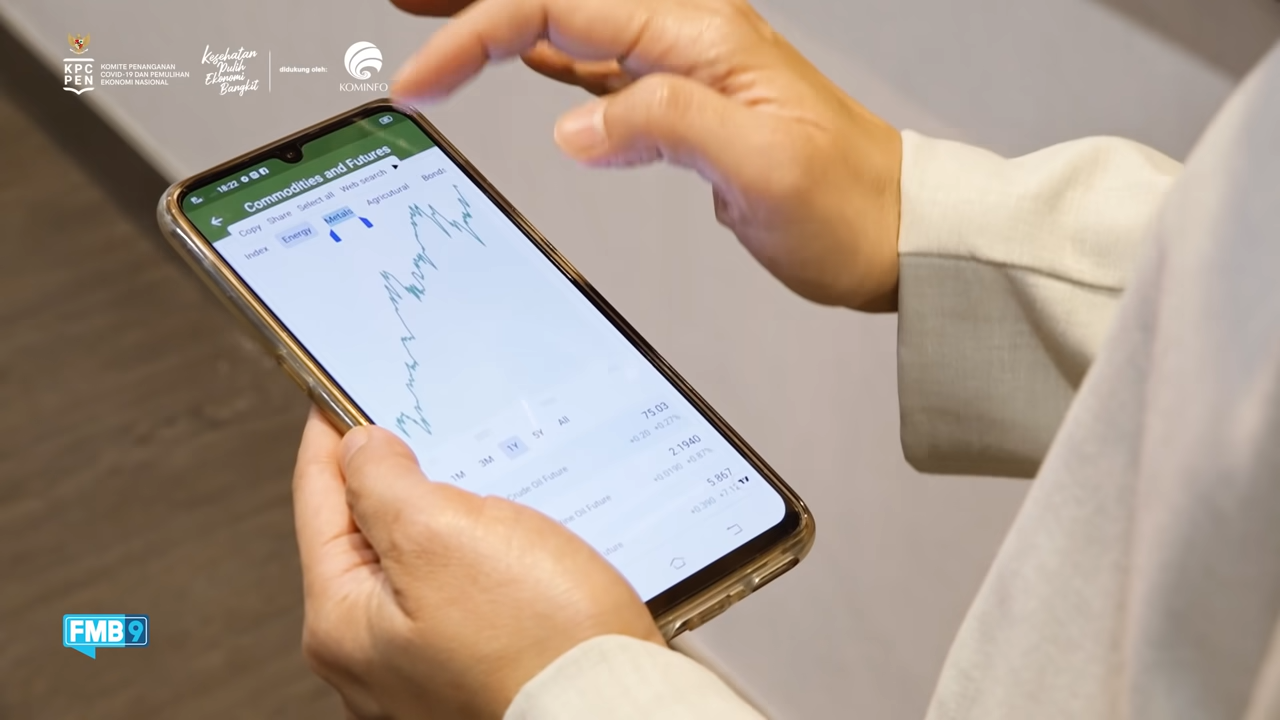 KPC
PEN
KOMITE PENANGANAN
COVID-19 DAN PEMULIHAN
EKONOMI NASIONAL
Kesehatan
Pulih
Ekonomi
Bangkit
didukung oleh:
KOMINFO
18:22
Commodities and Futures
Copy Share Select all Web search
Index Energy Metals Agricultural Bonds
1M 3M 1Y 5Y All
Crude Oil Future 75.03
+0.20 +0.27%
Oil Future 2.1940
+0.0190 +0.87%
5.867
FMB9